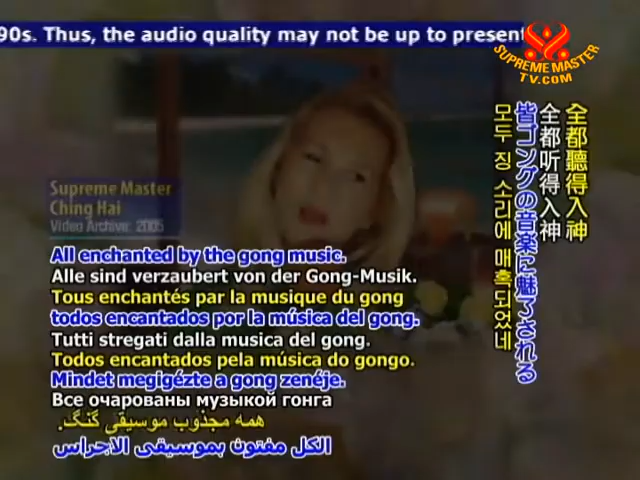 90s. Thus, the audio quality may not be up to present
SUPREME MASTER
TV.COM
Supreme Master
Ching Hai
Video Archive: 2005
全都聽得入神
全都听得入神
皆ゴングの音楽に魅了される
모두 징 소리에 매혹되었네
All enchanted by the gong music.
Alle sind verzaubert von der Gong-Musik.
Tous enchantés par la musique du gong
todos encantados por la música del gong.
Tutti stregati dalla musica del gong.
Todos encantados pela música do gongo.
Mindet megigézte a gong zenéje.
Все очарованы музыкой гонга
همه مجذوب موسیقی گنگ.
الكل مفتون بموسيقى الاجراس